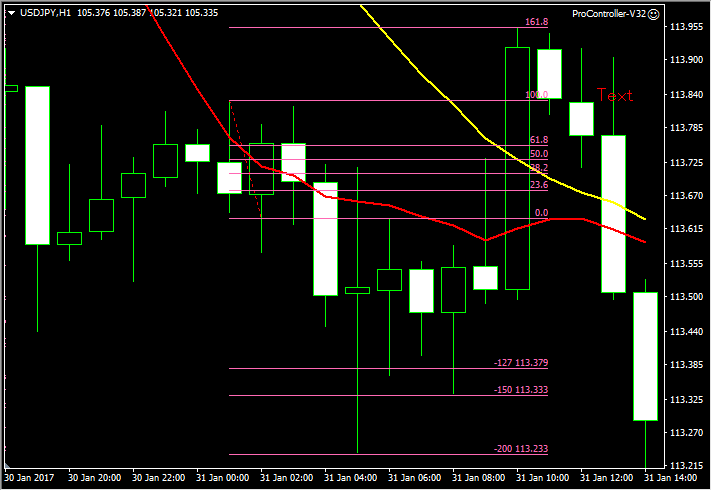 USDJPY,H1 105.376 105.387 105.321 105.335
ProController-V32
161.8
113.955
113.900
100.0
Text
113.840
113.785
61.8
50.0
113.725
38.2
23.6
113.670
0.0
113.615
113.555
113.500
113.440
-127 113.379
113.385
-150 113.333
113.325
113.270
-200 113.233
113.215
30 Jan 2017
30 Jan 20:00
30 Jan 22:00
31 Jan 00:00
31 Jan 02:00
31 Jan 04:00
31 Jan 06:00
31 Jan 08:00
31 Jan 10:00
31 Jan 12:00
31 Jan 14:00